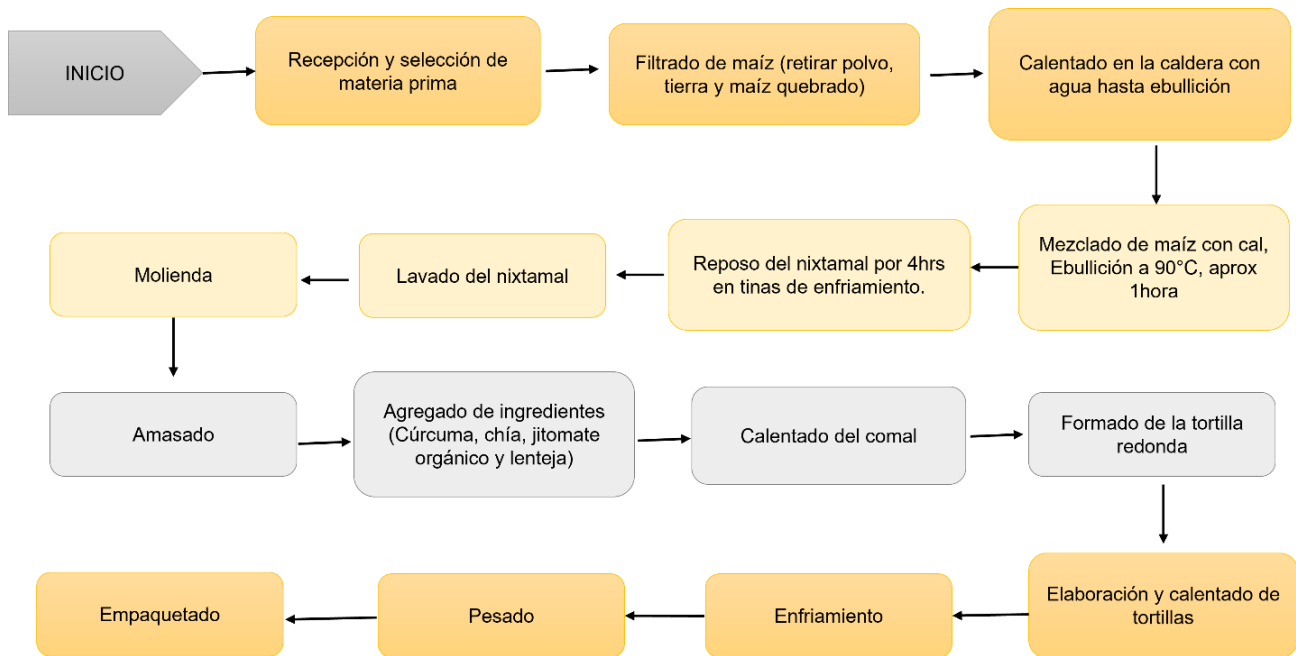 INICIO
Recepción y selección de
materia prima
Filtrado de maíz (retirar polvo,
tierra y maíz quebrado)
Calentado en la caldera con
agua hasta ebullición
Mezclado de maíz con cal,
Ebullición a 90°C, aprox
1hora
Reposo del nixtamal por 4hrs
en tinas de enfriamiento.
Lavado del nixtamal
Molienda
Amasado
Agregado de ingredientes
(Cúrcuma, chía, jitomate
orgánico y lenteja)
Calentado del comal
Formado de la tortilla
redonda
Elaboración y calentado de
tortillas
Enfriamiento
Pesado
Empaquetado